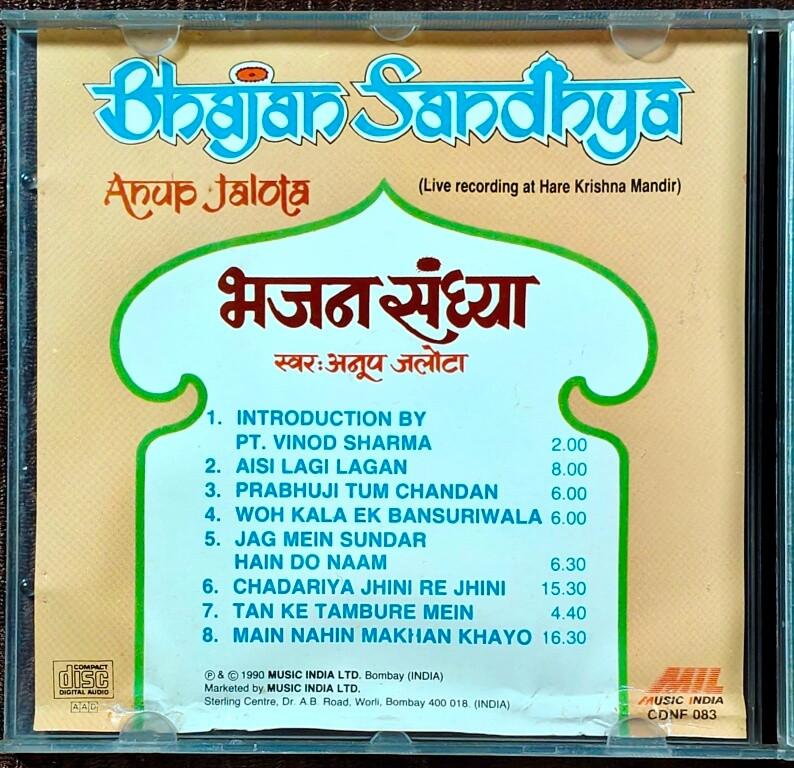 Bhajan Sandhya
Anup Jalota
(Live recording at Hare Krishna Mandir)
भजन संध्या
स्वर: अनूप जलोटा
1. INTRODUCTION BY
PT. VINOD SHARMA 2.00
2. AISI LAGI LAGAN 8.00
3. PRABHUJI TUM CHANDAN 6.00
4. WOH KALA EK BANSURIWALA 6.00
5. JAG MEIN SUNDAR
HAIN DO NAAM 6.30
6. CHADARIYA JHINI RE JHINI 15.30
7. TAN KE TAMBURE MEIN 4.40
8. MAIN NAHIN MAKHAN KHAYO 16.30
COMPACT
disc
DIGITAL AUDIO
AAD
℗ & © 1990 MUSIC INDIA LTD. Bombay (INDIA)
Marketed by MUSIC INDIA LTD.
Sterling Centre, Dr. A.B. Road, Worli, Bombay 400 018. (INDIA)
MIL
MUSIC INDIA
CDNF 083